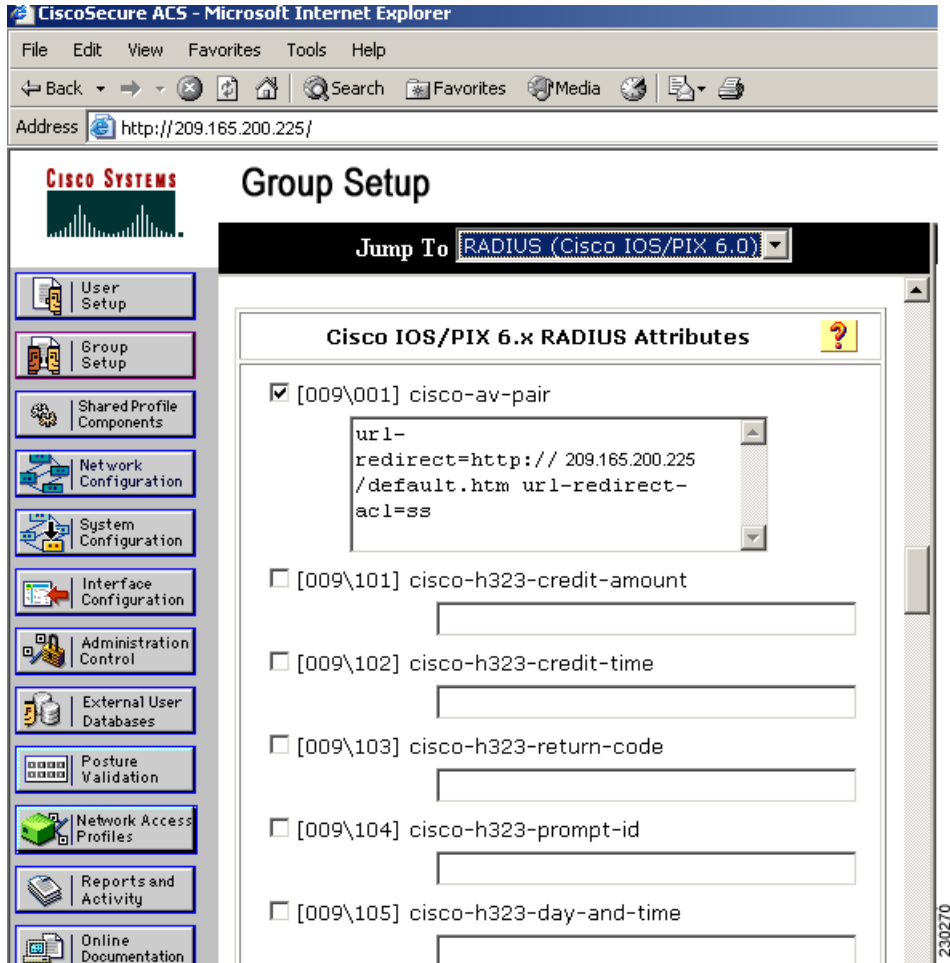 CiscoSecure ACS - Microsoft Internet Explorer
File Edit View Favorites Tools Help
Back Search Favorites Media
Address http://209.165.200.225/
CISCO SYSTEMS
Group Setup
Jump To RADIUS (Cisco IOS/PIX 6.0)
User
Setup
Group
Setup
Shared Profile
Components
Network
Configuration
System
Configuration
Interface
Configuration
Administration
Control
External User
Databases
Posture
Validation
Network Access
Profiles
Reports and
Activity
Online
Documentation
Cisco IOS/PIX 6.x RADIUS Attributes ?
[009\001] cisco-av-pair
url-
redirect=http:// 209.165.200.225
/default.htm url-redirect-
acl=ss
[009\101] cisco-h323-credit-amount
[009\102] cisco-h323-credit-time
[009\103] cisco-h323-return-code
[009\104] cisco-h323-prompt-id
[009\105] cisco-h323-day-and-time
230270